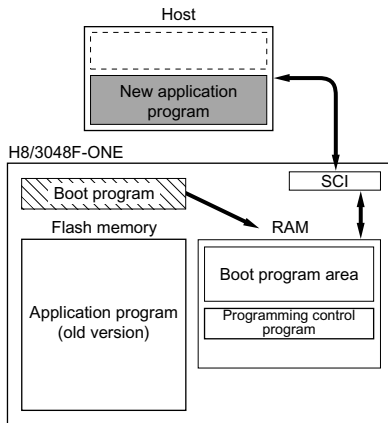 Host
New application
program
H8/3048F-ONE
SCI
Boot program
Flash memory
RAM
Boot program area
Application program
(old version)
Programming control
program